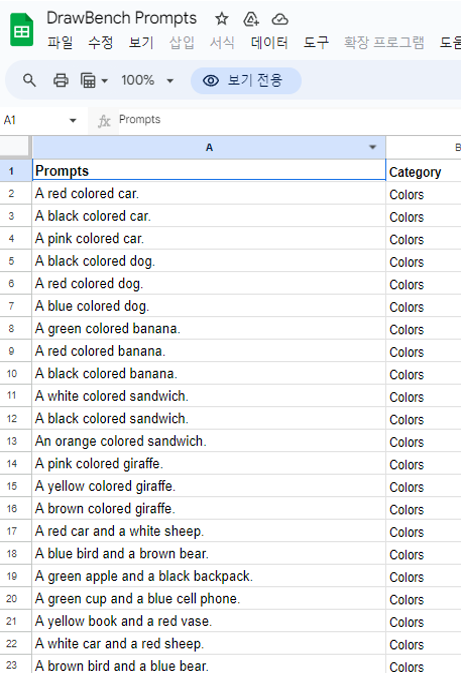 DrawBench Prompts
파일 수정 보기 삽입 서식 데이터 도구 확장 프로그램
100% 보기 전용
A1 fx Prompts
A
1 Prompts Category
2 A red colored car. Colors
3 A black colored car. Colors
4 A pink colored car. Colors
5 A black colored dog. Colors
6 A red colored dog. Colors
7 A blue colored dog. Colors
8 A green colored banana. Colors
9 A red colored banana. Colors
10 A black colored banana. Colors
11 A white colored sandwich. Colors
12 A black colored sandwich. Colors
13 An orange colored sandwich. Colors
14 A pink colored giraffe. Colors
15 A yellow colored giraffe. Colors
16 A brown colored giraffe. Colors
17 A red car and a white sheep. Colors
18 A blue bird and a brown bear. Colors
19 A green apple and a black backpack. Colors
20 A green cup and a blue cell phone. Colors
21 A yellow book and a red vase. Colors
22 A white car and a red sheep. Colors
23 A brown bird and a blue bear. Colors